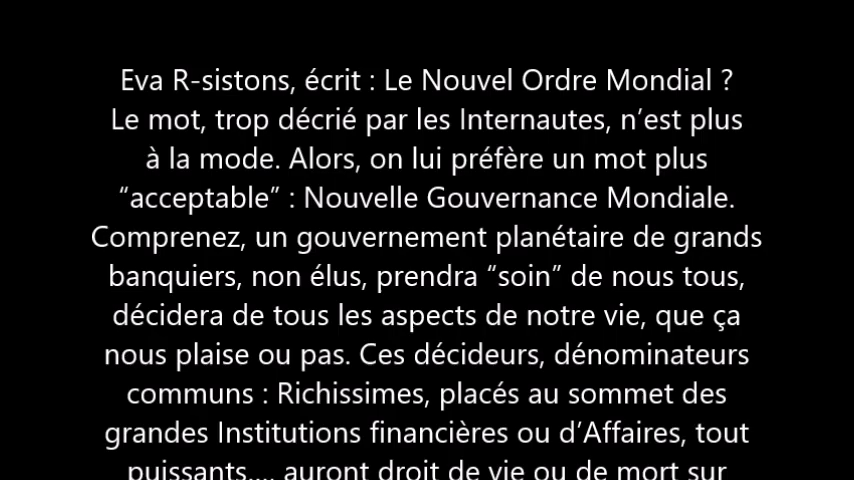 Eva R-sistons, écrit : Le Nouvel Ordre Mondial ?
Le mot, trop décrié par les Internautes, n’est plus
à la mode. Alors, on lui préfère un mot plus
“acceptable” : Nouvelle Gouvernance Mondiale.
Comprenez, un gouvernement planétaire de grands
banquiers, non élus, prendra “soin” de nous tous,
décidera de tous les aspects de notre vie, que ça
nous plaise ou pas. Ces décideurs, dénominateurs
communs : Richissimes, placés au sommet des
grandes Institutions financières ou d’Affaires, tout
puissants.... auront droit de vie ou de mort sur